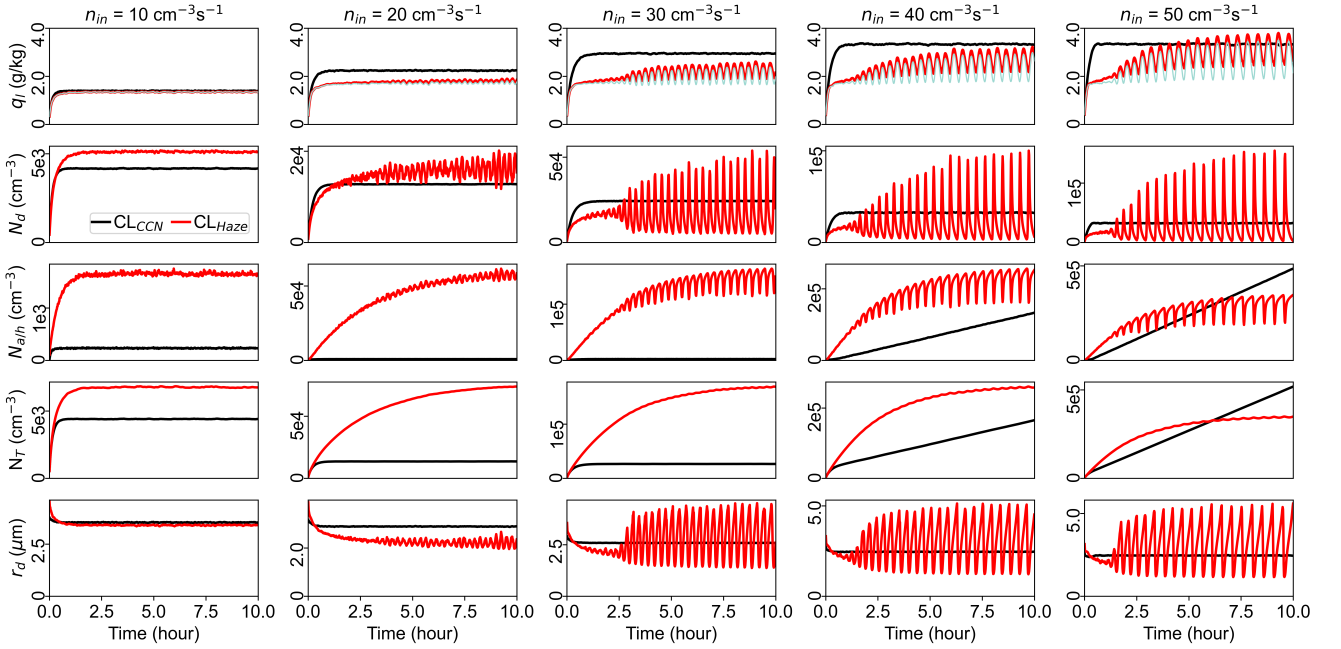 n_in = 10 cm⁻³s⁻¹ n_in = 20 cm⁻³s⁻¹ n_in = 30 cm⁻³s⁻¹ n_in = 40 cm⁻³s⁻¹ n_in = 50 cm⁻³s⁻¹
q_l (g/kg) 0 2.0 4.0 0 2.0 4.0 0 2.0 4.0 0 2.0 4.0 0 2.0 4.0
N_d (cm⁻³) 0 5e3 0 2e4 0 5e4 0 1e5 0 1e5
CL_CCN CL_Haze
N_a/h (cm⁻³) 0 1e3 0 5e4 0 1e5 0 2e5 0 5e5
N_T (cm⁻³) 0 5e3 0 5e4 0 1e5 0 2e5 0 5e5
r_d (μm) 0 2.5 0 2.0 0 2.5 0 5.0 0 5.0
0.0 2.5 5.0 7.5 10.0 0.0 2.5 5.0 7.5 10.0 0.0 2.5 5.0 7.5 10.0 0.0 2.5 5.0 7.5 10.0 0.0 2.5 5.0 7.5 10.0
Time (hour) Time (hour) Time (hour) Time (hour) Time (hour)